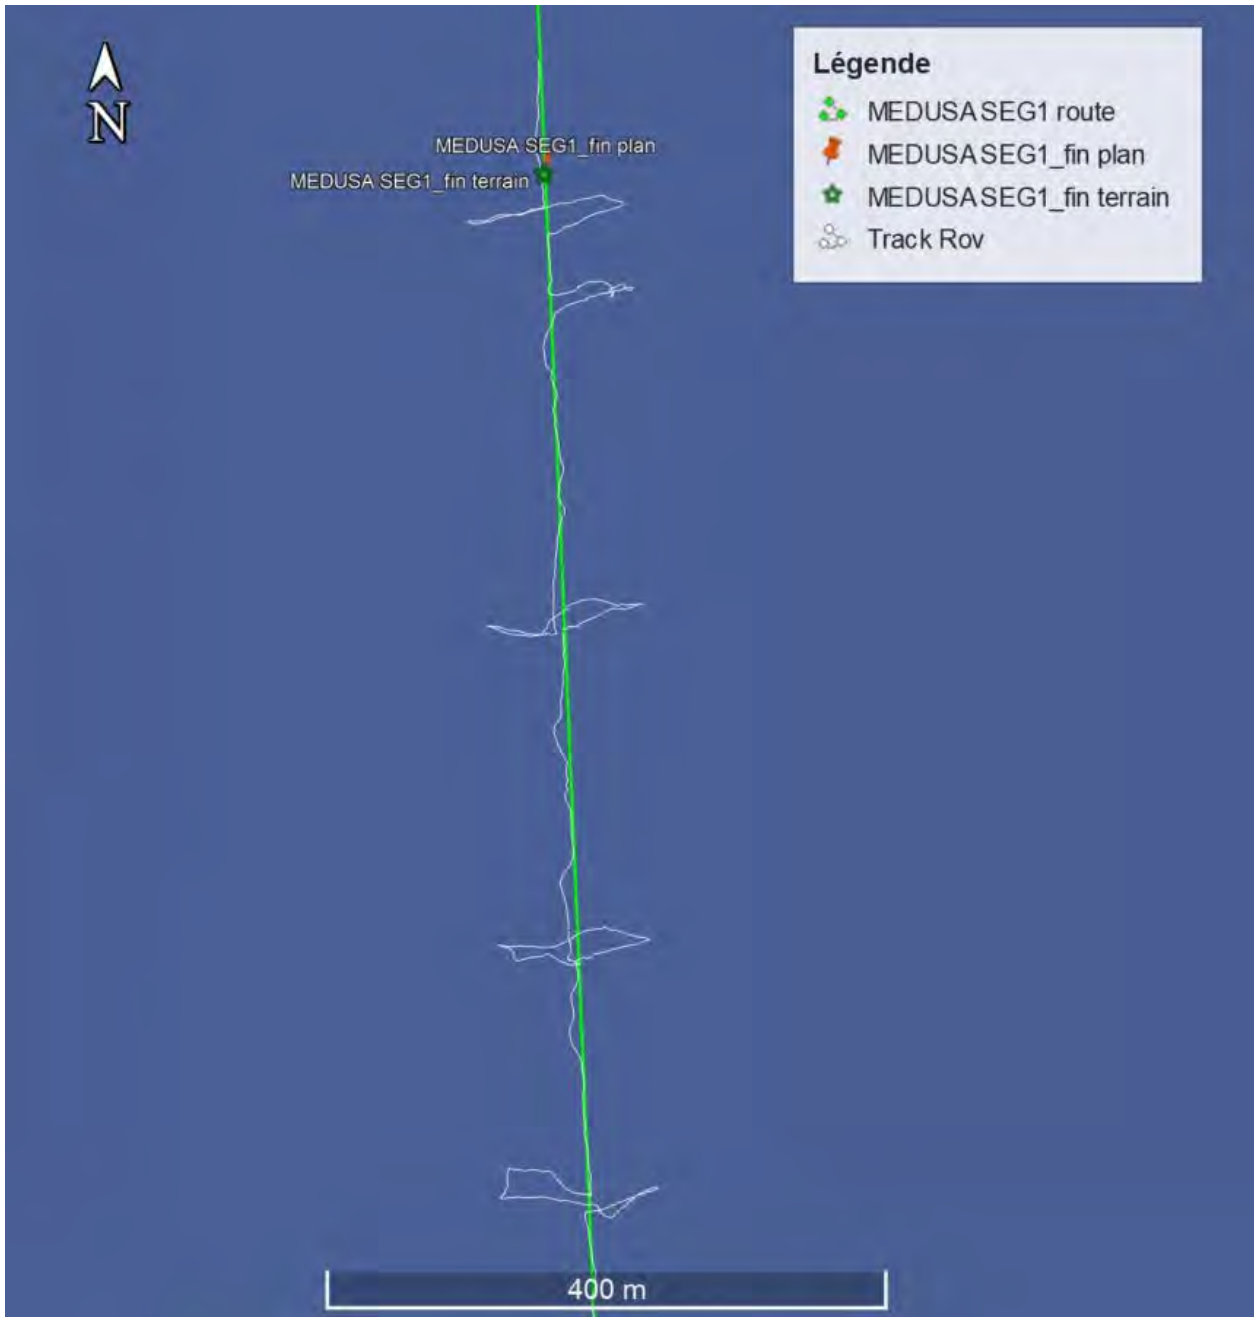 N
MEDUSA SEG1_fin plan
MEDUSA SEG1_fin terrain
Légende
MEDUSA SEG1 route
MEDUSA SEG1_fin plan
MEDUSA SEG1_fin terrain
Track Rov
400 m